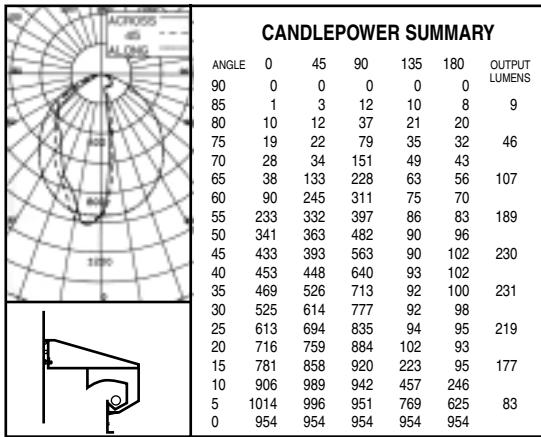 ACROSS
45
ALONG
CANDLEPOWER SUMMARY
ANGLE 0 45 90 135 180 OUTPUT LUMENS
90 0 0 0 0 0
85 1 3 12 10 8 9
80 10 12 37 21 20
75 19 22 79 35 32 46
70 28 34 151 49 43
65 38 133 228 63 56 107
60 90 245 311 75 70
55 233 332 397 86 83 189
50 341 363 482 90 96
45 433 393 563 90 102 230
40 453 448 640 93 102
35 469 526 713 92 100 231
30 525 614 777 92 98
25 613 694 835 94 95 219
20 716 759 884 102 93
15 781 858 920 223 95 177
10 906 989 942 457 246
5 1014 996 951 769 625 83
0 954 954 954 954 954